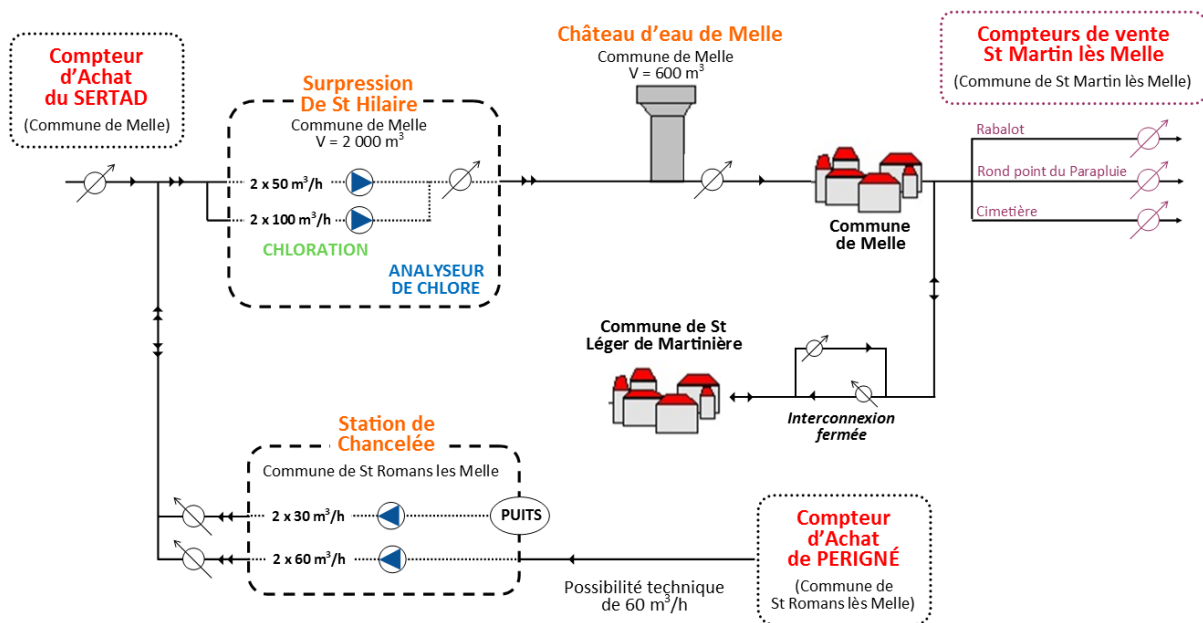 Compteur
d'Achat
du SERTAD
(Commune de Melle)
Surpression
De St Hilaire
Commune de Melle
V = 2 000 m³
2 x 50 m³/h
2 x 100 m³/h
CHLORATION
ANALYSEUR
DE CHLORE
Château d'eau de Melle
Commune de Melle
V = 600 m³
Commune
de Melle
Compteurs de vente
St Martin lès Melle
(Commune de St Martin lès Melle)
Rabalot
Rond point du Parapluie
Cimetière
Commune de St
Léger de Martinière
Interconnexion
fermée
Station de
Chancelée
Commune de St Romans les Melle
2 x 30 m³/h
PUITS
2 x 60 m³/h
Possibilité technique
de 60 m³/h
Compteur
d'Achat
de PERIGNÉ
(Commune de
St Romans lès Melle)